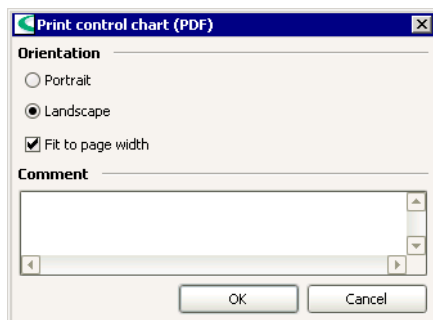 Print control chart (PDF)
Orientation
Portrait
Landscape
Fit to page width
Comment
OK
Cancel